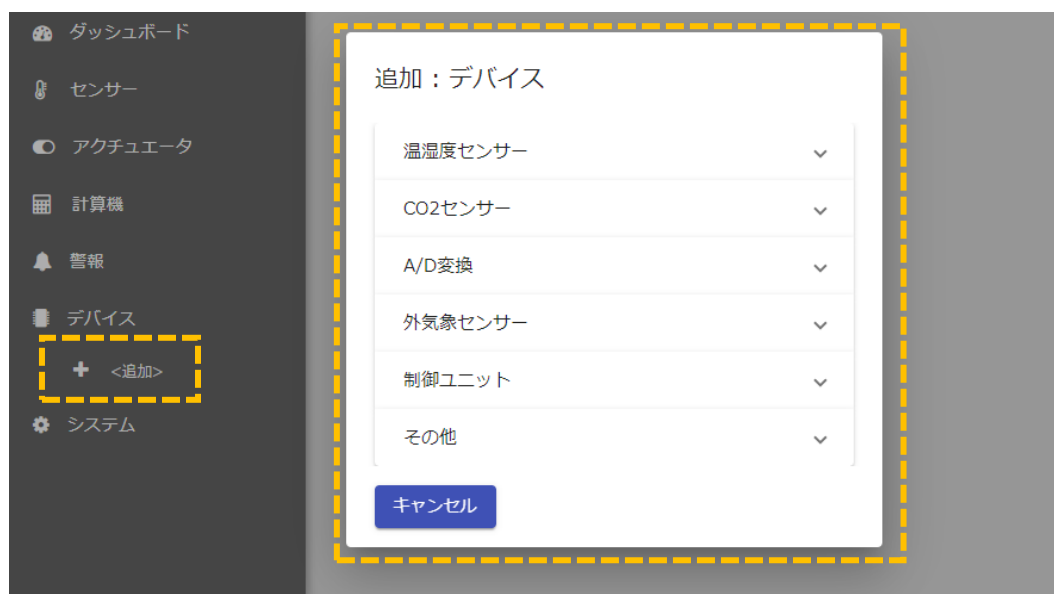 ダッシュボード
センサー
アクチュエータ
計算機
警報
デバイス
<追加>
システム
追加：デバイス
温湿度センサー
CO2センサー
A/D変換
外気象センサー
制御ユニット
その他
キャンセル